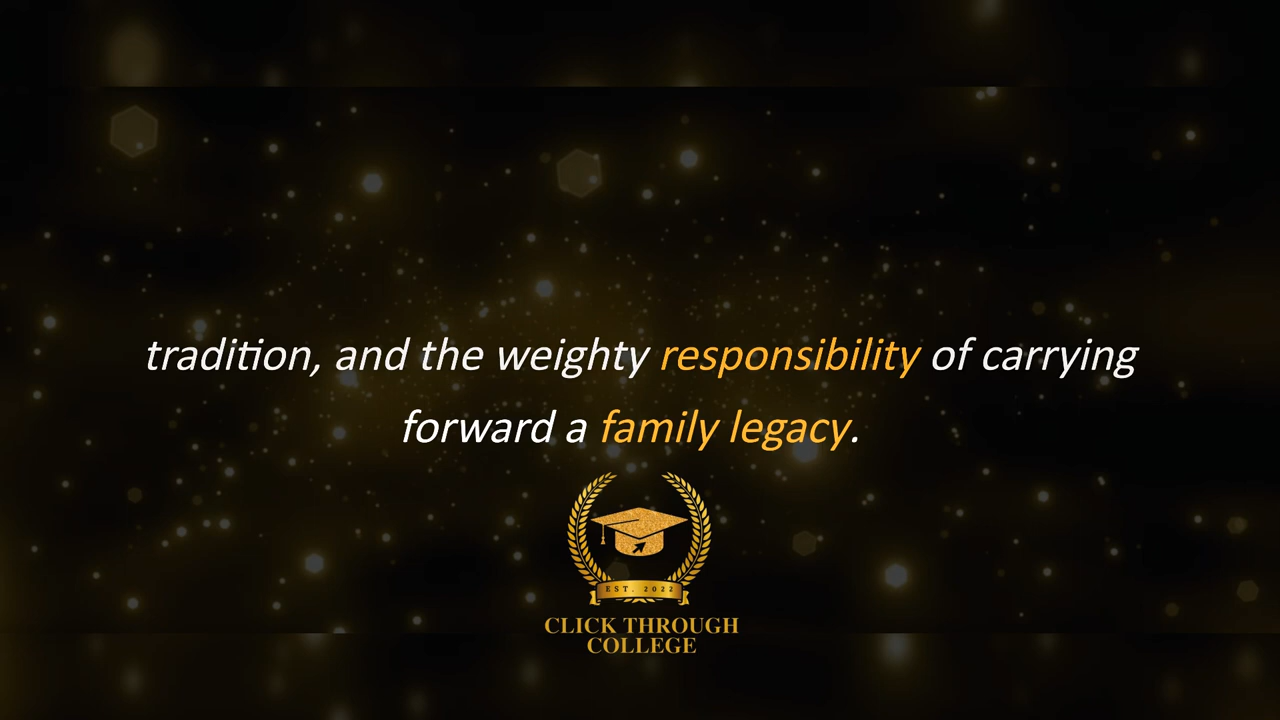 tradition, and the weighty responsibility of carrying
forward a family legacy.
EST. 2022
CLICK THROUGH
COLLEGE